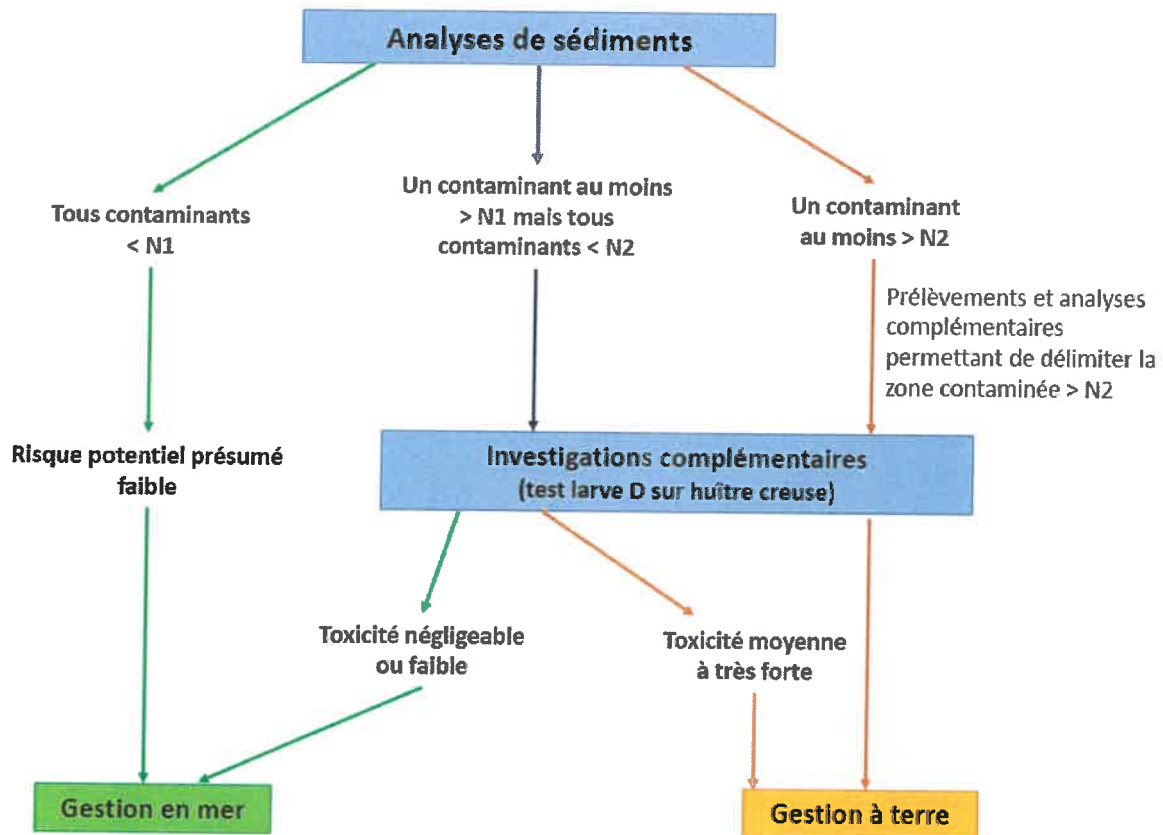 Analyses de sédiments
Tous contaminants
< N1
Un contaminant au moins
> N1 mais tous
contaminants < N2
Un contaminant
au moins > N2
Prélèvements et analyses
complémentaires
permettant de délimiter la
zone contaminée > N2
Risque potentiel présumé
faible
Investigations complémentaires
(test larve D sur huître creuse)
Toxicité négligeable
ou faible
Toxicité moyenne
à très forte
Gestion en mer
Gestion à terre